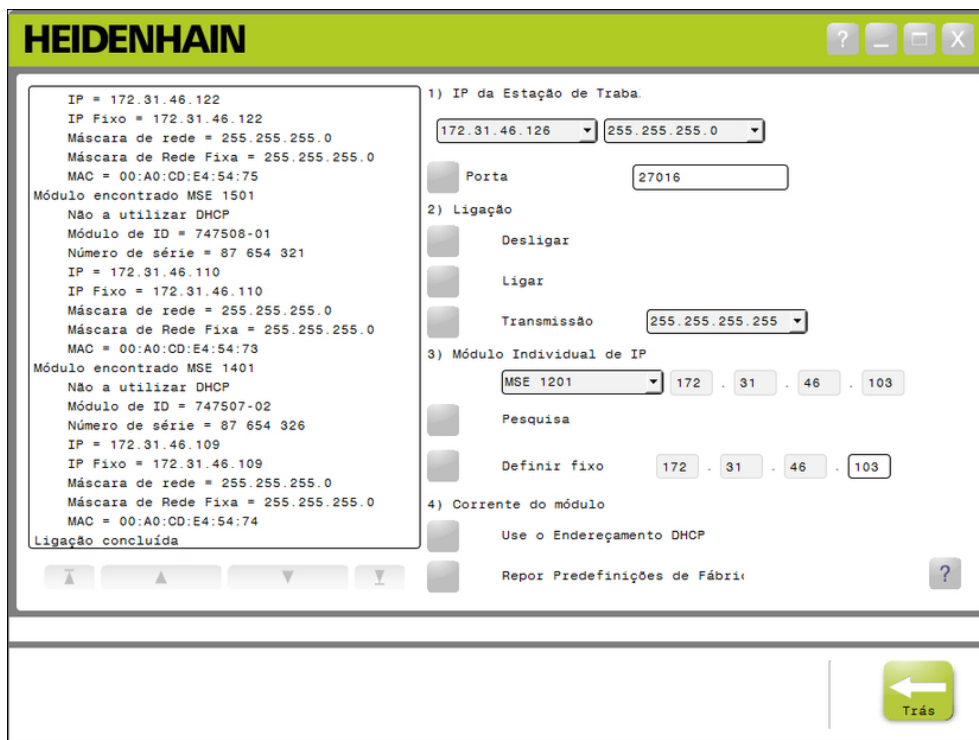 HEIDENHAIN
? _ X
IP = 172.31.46.122
IP Fixo = 172.31.46.122
Máscara de rede = 255.255.255.0
Máscara de Rede Fixa = 255.255.255.0
MAC = 00:A0:CD:E4:54:75
Módulo encontrado MSE 1501
Não a utilizar DHCP
Módulo de ID = 747508-01
Número de série = 87 654 321
IP = 172.31.46.110
IP Fixo = 172.31.46.110
Máscara de rede = 255.255.255.0
Máscara de Rede Fixa = 255.255.255.0
MAC = 00:A0:CD:E4:54:73
Módulo encontrado MSE 1401
Não a utilizar DHCP
Módulo de ID = 747507-02
Número de série = 87 654 326
IP = 172.31.46.109
IP Fixo = 172.31.46.109
Máscara de rede = 255.255.255.0
Máscara de Rede Fixa = 255.255.255.0
MAC = 00:A0:CD:E4:54:74
Ligação concluída
1) IP da Estação de Traba
172.31.46.126 255.255.255.0
Porta 27016
2) Ligação
Desligar
Ligar
Transmissão 255.255.255.255
3) Módulo Individual de IP
MSE 1201 172 . 31 . 46 . 103
Pesquisa
Definir fixo 172 . 31 . 46 . 103
4) Corrente do módulo
Use o Endereçamento DHCP
Repor Predefinições de Fábric
?
Trás